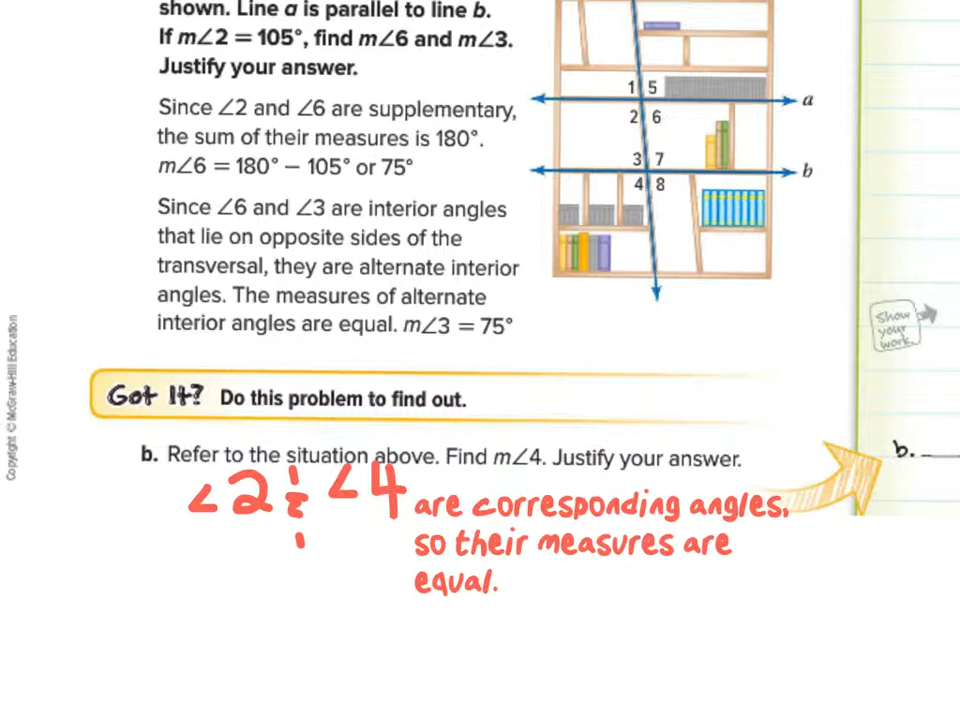 shown. Line a is parallel to line b.
If m∠2 = 105°, find m∠6 and m∠3.
Justify your answer.
Since ∠2 and ∠6 are supplementary,
the sum of their measures is 180°.
m∠6 = 180° – 105° or 75°
Since ∠6 and ∠3 are interior angles
that lie on opposite sides of the
transversal, they are alternate interior
angles. The measures of alternate
interior angles are equal. m∠3 = 75°
1 5
a
2 6
3 7
b
4 8
Show
your
work.
Copyright © McGraw-Hill Education
Got It? Do this problem to find out.
b. Refer to the situation above. Find m∠4. Justify your answer.
b.
∠2 & ∠4 are corresponding angles,
so their measures are
equal.